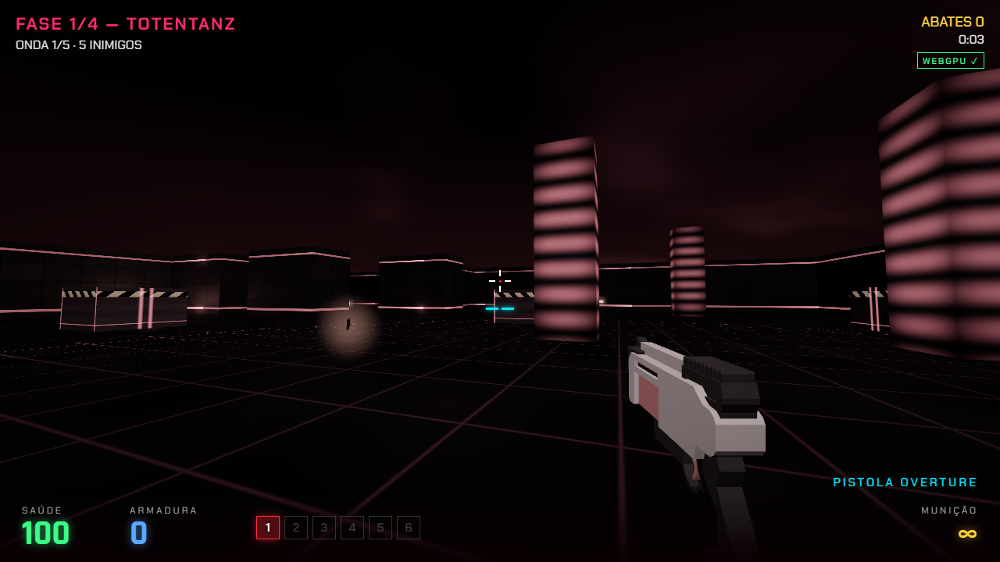 FASE 1/4 — TOTENTANZ
ONDA 1/5 · 5 INIMIGOS
ABATES 0
0:03
WEBGPU ✓
PISTOLA OVERTURE
SAÚDE
100
ARMADURA
0
1 2 3 4 5 6
MUNIÇÃO
∞